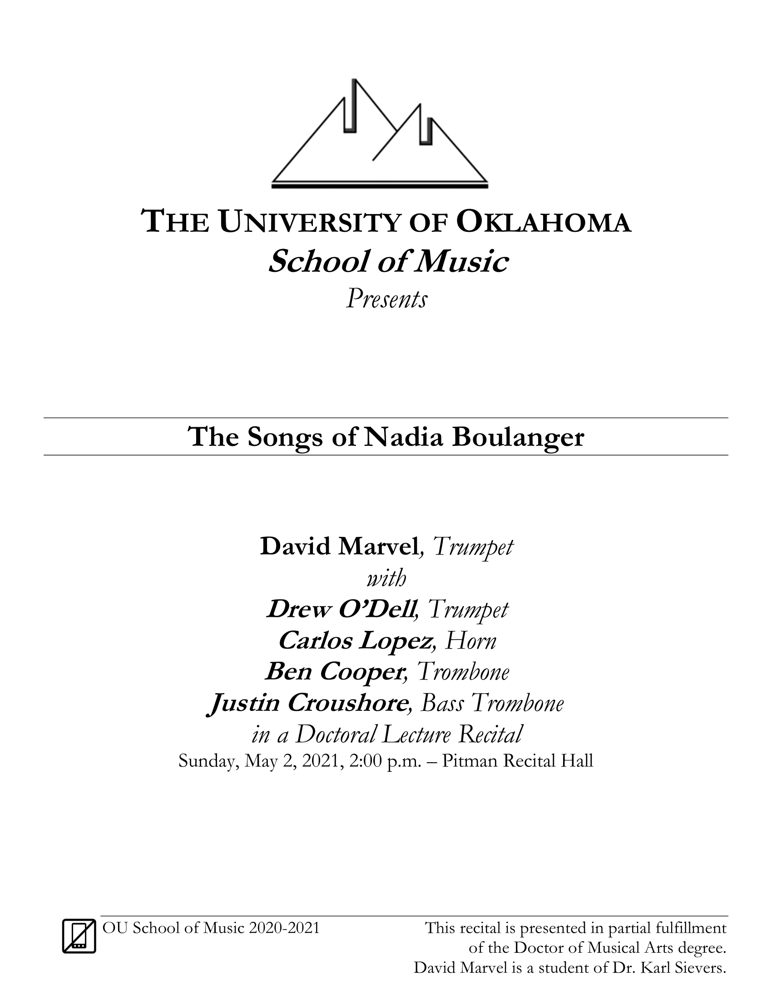 THE UNIVERSITY OF OKLAHOMA
School of Music
Presents
The Songs of Nadia Boulanger
David Marvel, Trumpet
with
Drew O’Dell, Trumpet
Carlos Lopez, Horn
Ben Cooper, Trombone
Justin Croushore, Bass Trombone
in a Doctoral Lecture Recital
Sunday, May 2, 2021, 2:00 p.m. – Pitman Recital Hall
OU School of Music 2020-2021
This recital is presented in partial fulfillment
of the Doctor of Musical Arts degree.
David Marvel is a student of Dr. Karl Sievers.